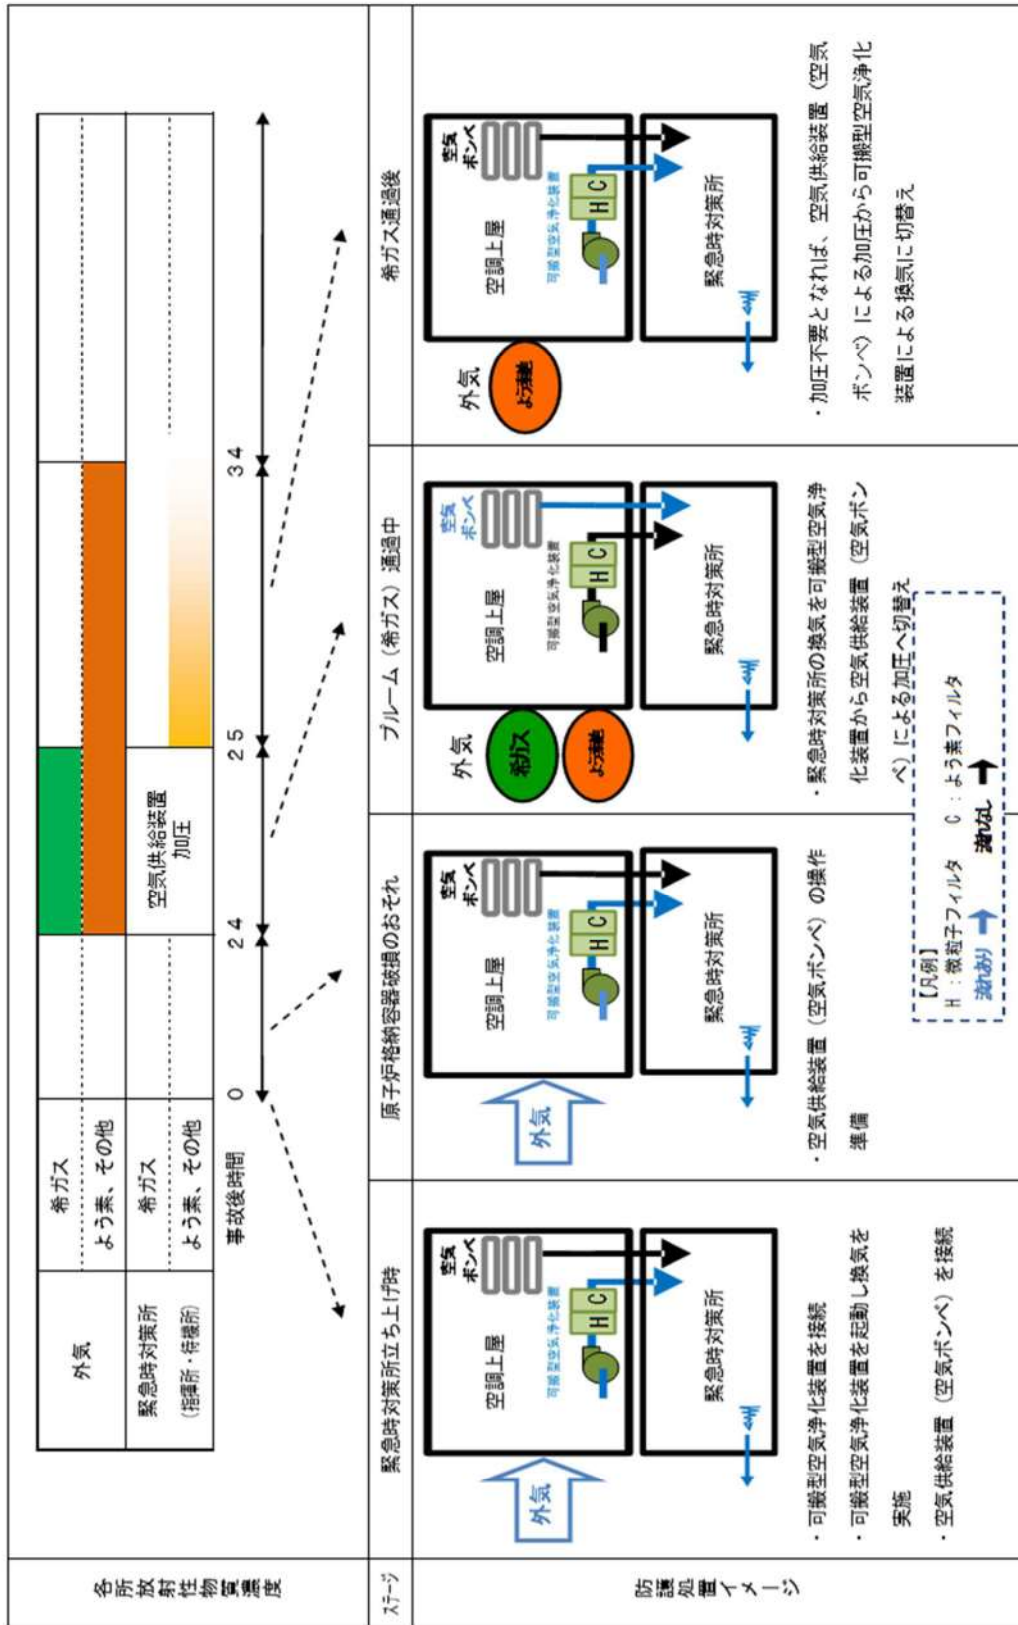 各所放射性物質濃度
外気
希ガス
よう素、その他
緊急時対策所
(指揮所・待機所)
希ガス
よう素、その他
空気供給装置
加圧
事故後時間
0
24
25
34
ステージ
緊急時対策所立ち上げ時
原子炉格納容器破損のおそれ
プルーム（希ガス）通過中
希ガス通過後
防護処置イメージ
外気
空調上屋
空気
ボンベ
可搬型空気浄化装置
H C
緊急時対策所
・可搬型空気浄化装置を接続
・可搬型空気浄化装置を起動し換気を
実施
・空気供給装置（空気ボンベ）を接続
外気
空調上屋
空気
ボンベ
可搬型空気浄化装置
H C
緊急時対策所
・空気供給装置（空気ボンベ）の操作
準備
外気
希ガス
空調上屋
空気
ボンベ
可搬型空気浄化装置
H C
緊急時対策所
・緊急時対策所の換気を可搬型空気浄
化装置から空気供給装置（空気ボン
ベ）による加圧へ切替え
外気
空調上屋
空気
ボンベ
可搬型空気浄化装置
H C
緊急時対策所
・加圧不要となれば、空気供給装置（空気
ボンベ）による加圧から可搬型空気浄化
装置による換気に切替え
【凡例】
H：微粒子フィルタ C：よう素フィルタ
流れあり 流れなし